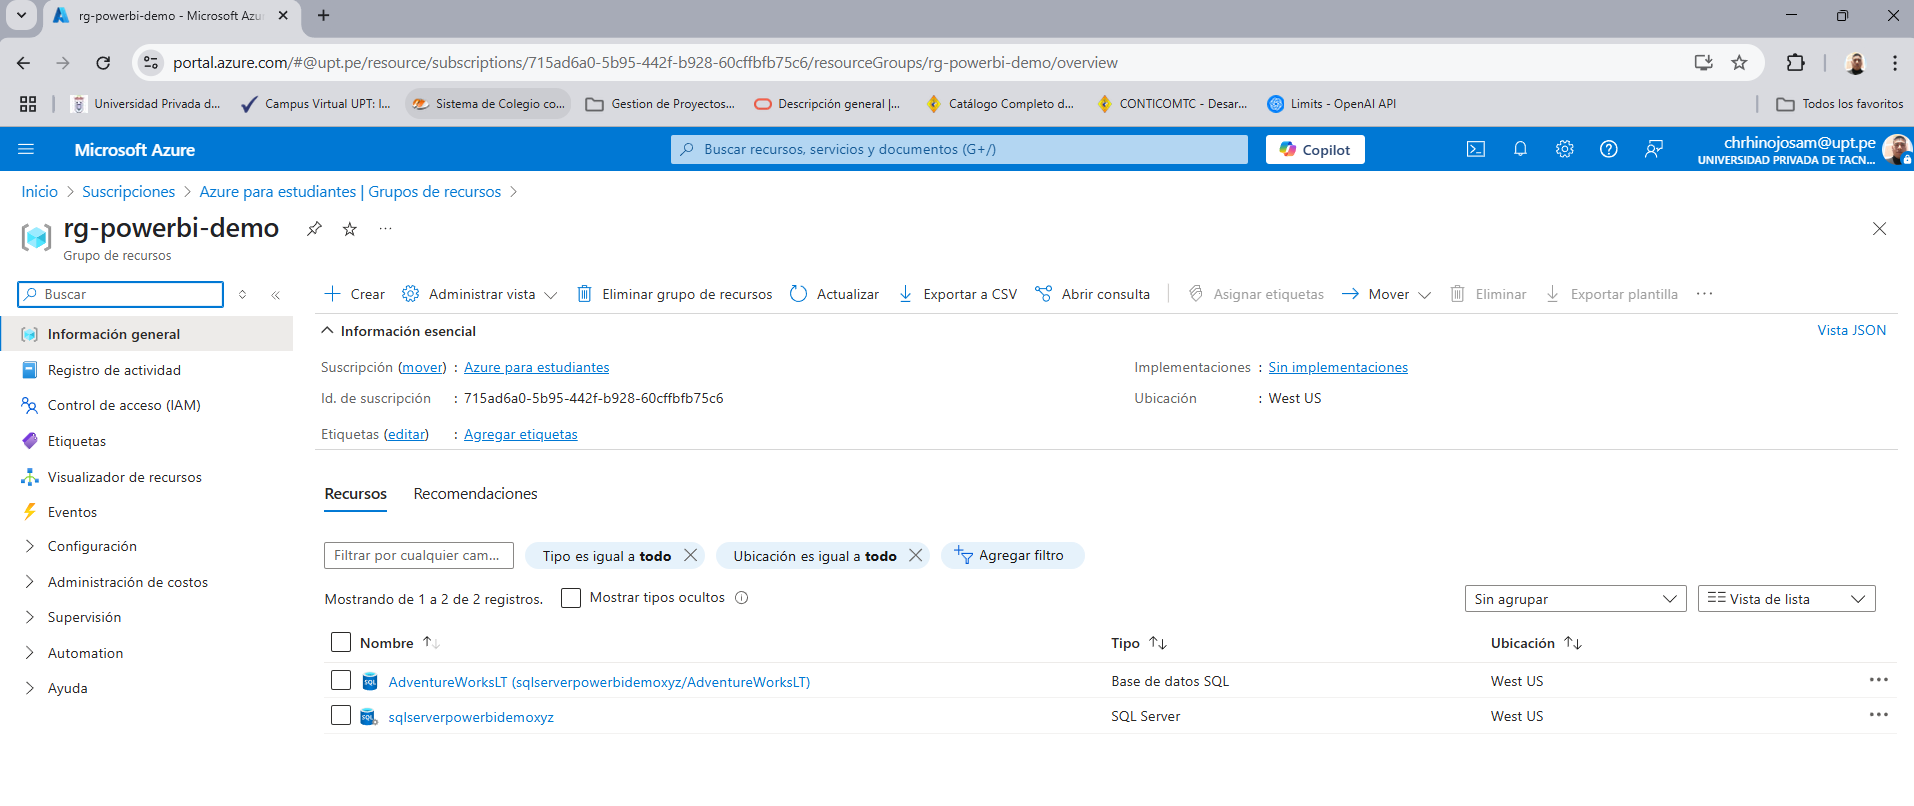 rg-powerbi-demo - Microsoft Azu
portal.azure.com/#@upt.pe/resource/subscriptions/715ad6a0-5b95-442f-b928-60cffbfb75c6/resourceGroups/rg-powerbi-demo/overview
Universidad Privada d... Campus Virtual UPT: I... Sistema de Colegio co... Gestion de Proyectos... Descripción general |... Catálogo Completo d... CONTICOMTC - Desar... Limits - OpenAI API Todos los favoritos
Microsoft Azure Buscar recursos, servicios y documentos (G+/) Copilot chrhinojosam@upt.pe
UNIVERSIDAD PRIVADA DE TACN...
Inicio > Suscripciones > Azure para estudiantes | Grupos de recursos >
rg-powerbi-demo ...
Grupo de recursos
Buscar
Crear Administrar vista Eliminar grupo de recursos Actualizar Exportar a CSV Abrir consulta Asignar etiquetas Mover Eliminar Exportar plantilla ...
Información general
Registro de actividad
Control de acceso (IAM)
Etiquetas
Visualizador de recursos
Eventos
Configuración
Administración de costos
Supervisión
Automation
Ayuda
Información esencial Vista JSON
Suscripción (mover) : Azure para estudiantes Implementaciones : Sin implementaciones
Id. de suscripción : 715ad6a0-5b95-442f-b928-60cffbfb75c6 Ubicación : West US
Etiquetas (editar) : Agregar etiquetas
Recursos Recomendaciones
Filtrar por cualquier cam... Tipo es igual a todo Ubicación es igual a todo Agregar filtro
Mostrando de 1 a 2 de 2 registros. Mostrar tipos ocultos Sin agrupar Vista de lista
Nombre Tipo Ubicación
SQL AdventureWorksLT (sqlserverpowerbidemoxyz/AdventureWorksLT) Base de datos SQL West US ...
SQL sqlserverpowerbidemoxyz SQL Server West US ...